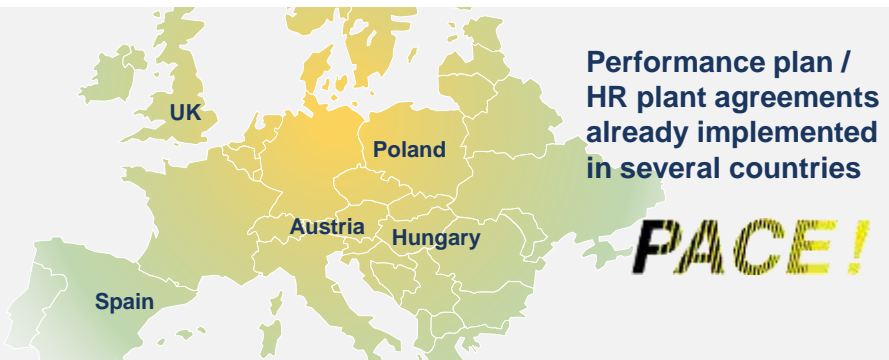 Performance plan /
HR plant agreements
already implemented
in several countries
PACE!
UK
Poland
Austria
Hungary
Spain